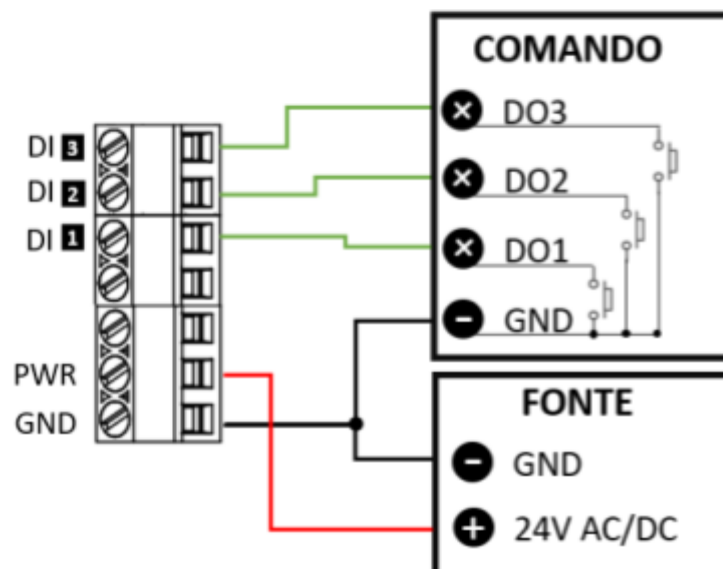 COMANDO
DI 3
DO3
DI 2
DO2
DI 1
DO1
GND
PWR
GND
FONTE
GND
24V AC/DC